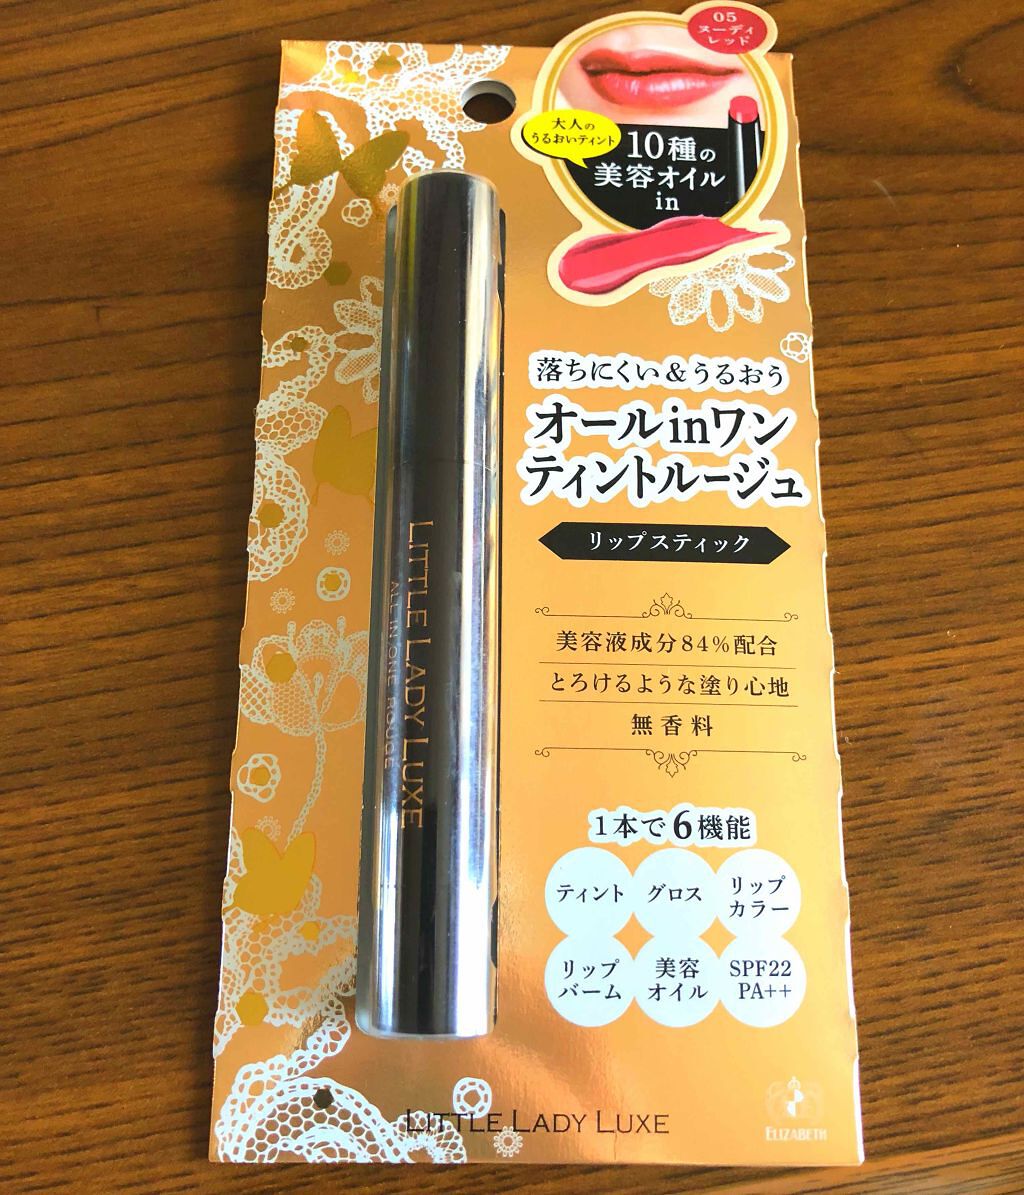 05
ヌーディ
レッド
大人の
うるおいティント
10種の
美容オイル
in
落ちにくい＆うるおう
オールinワン
ティントルージュ
リップスティック
美容液成分84%配合
とろけるような塗り心地
無香料
1本で6機能
ティント
グロス
リップ
カラー
リップ
バーム
美容
オイル
SPF22
PA++
LITTLE LADY LUXE
ALL IN ONE ROUGE
LITTLE LADY LUXE
ELIZABETH